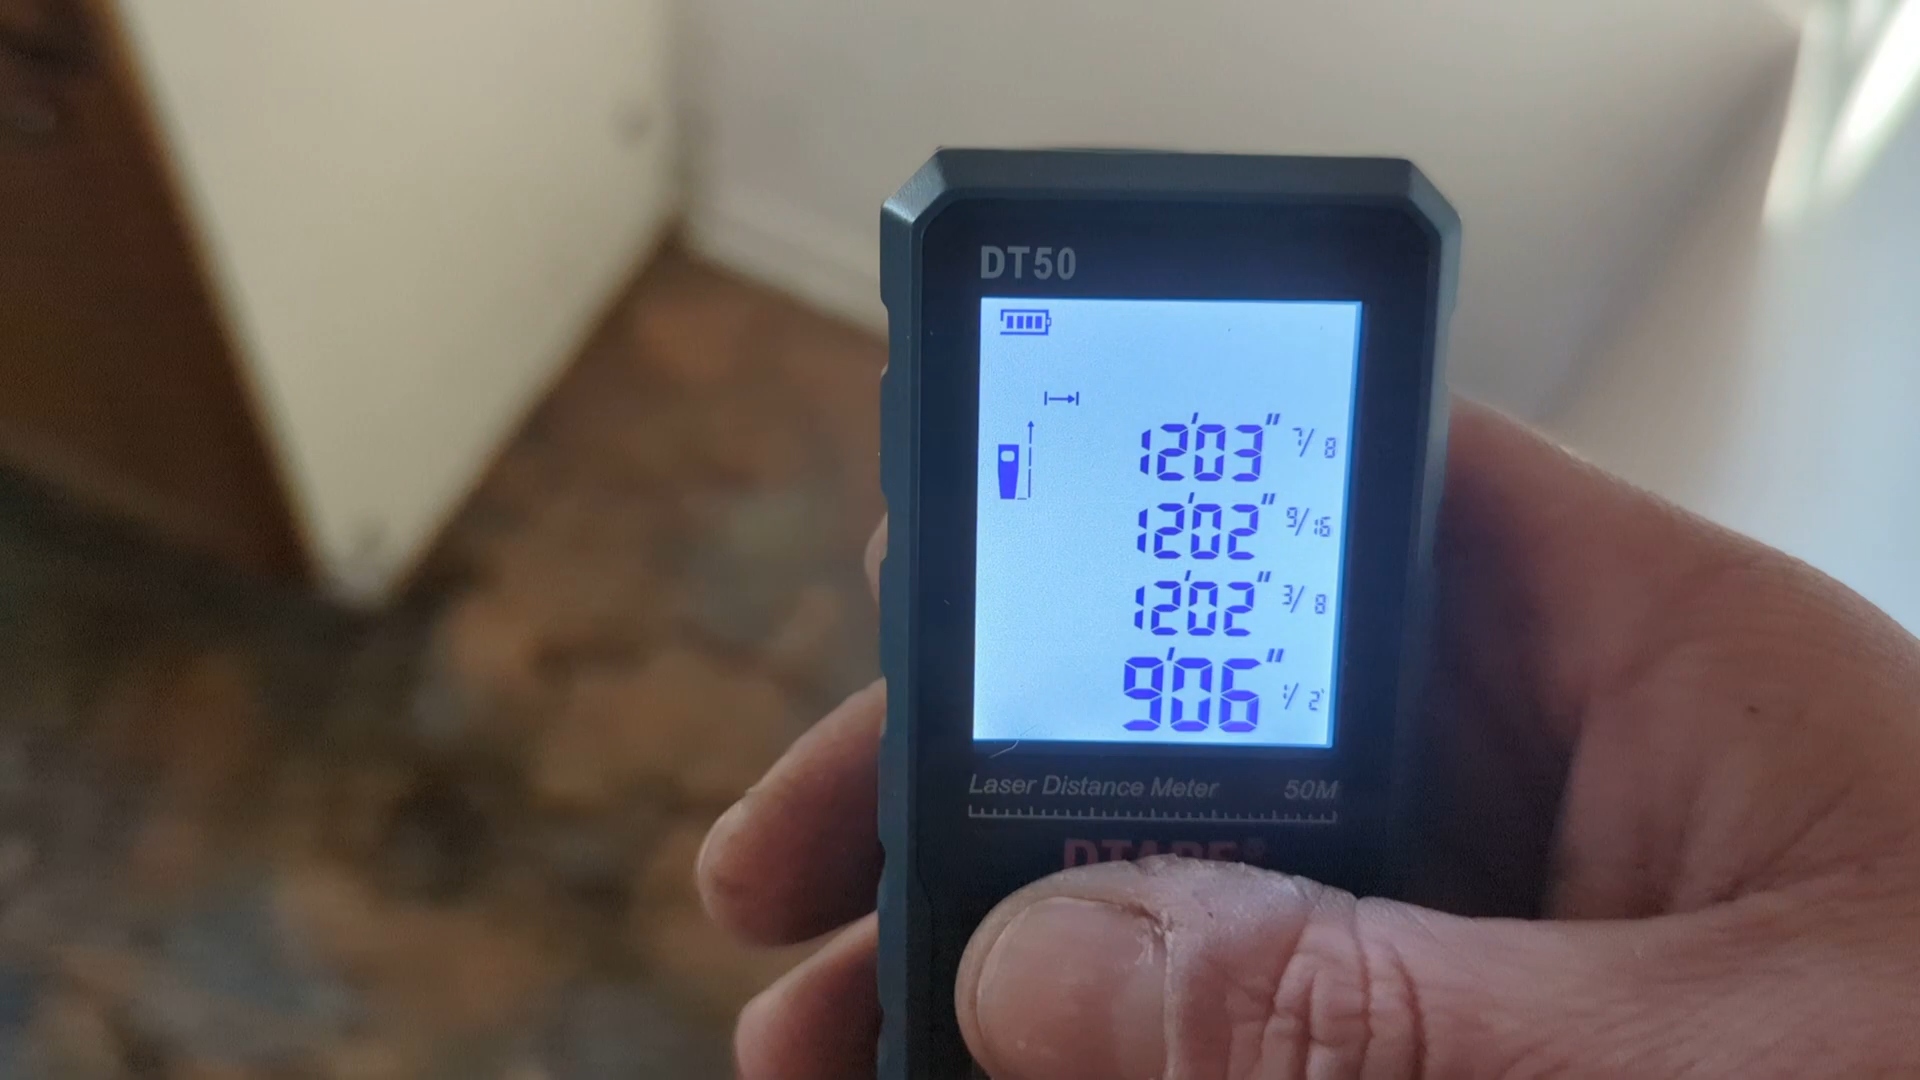 DT50
12'03" 7/8
12'02" 9/16
12'02" 3/8
9'06" 1/2
Laser Distance Meter 50M